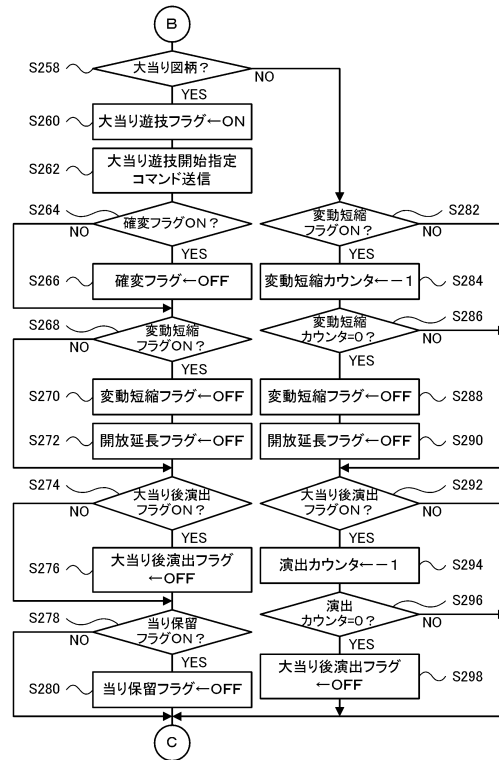 B
S258
大当り図柄？
NO
YES
S260
大当り遊技フラグ←ON
S262
大当り遊技開始指定
コマンド送信
S264
確変フラグON？
NO
YES
S266
確変フラグ←OFF
S268
変動短縮
フラグON？
NO
YES
S270
変動短縮フラグ←OFF
S272
開放延長フラグ←OFF
S274
大当り後演出
フラグON？
NO
YES
S276
大当り後演出フラグ
←OFF
S278
当り保留
フラグON？
NO
YES
S280
当り保留フラグ←OFF
S282
変動短縮
フラグON？
NO
YES
変動短縮カウンタ←－1
S284
変動短縮
カウンタ=0？
S286
NO
YES
変動短縮フラグ←OFF
S288
開放延長フラグ←OFF
S290
大当り後演出
フラグON？
S292
NO
YES
演出カウンタ←－1
S294
演出
カウンタ=0？
S296
NO
YES
大当り後演出フラグ
←OFF
S298
C